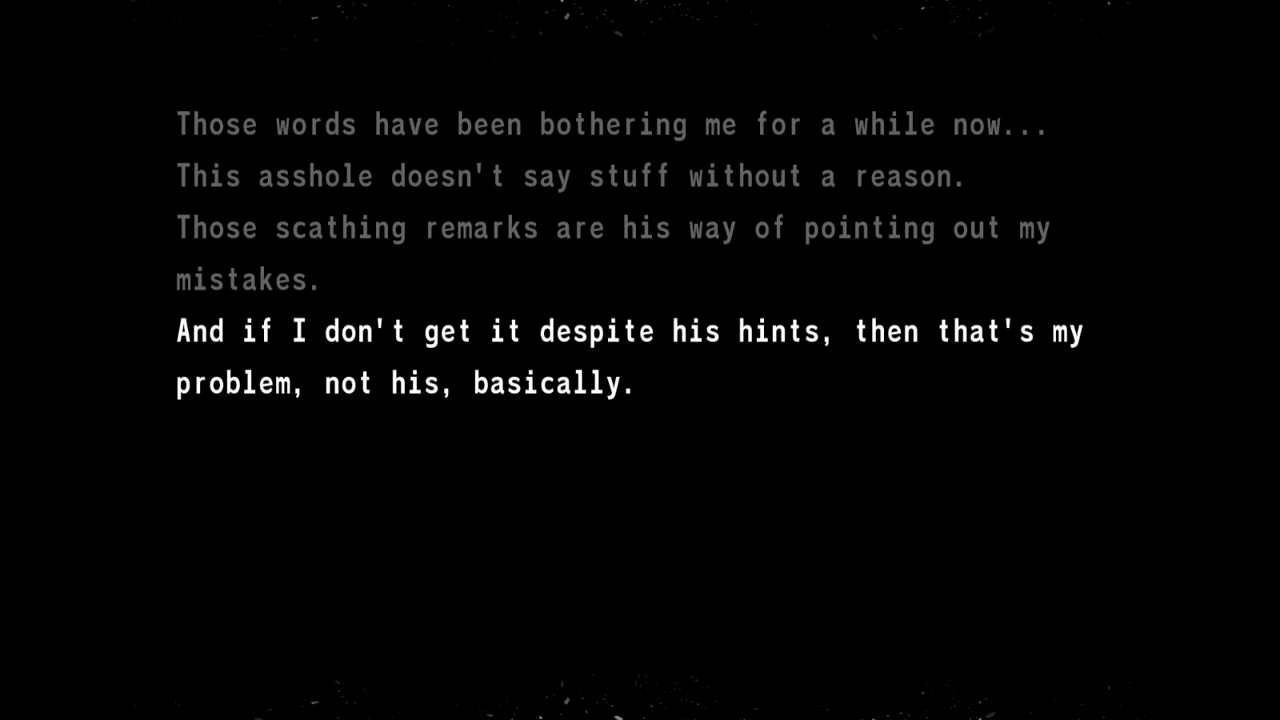 Those words have been bothering me for a while now...
This asshole doesn't say stuff without a reason.
Those scathing remarks are his way of pointing out my
mistakes.
And if I don't get it despite his hints, then that's my
problem, not his, basically.